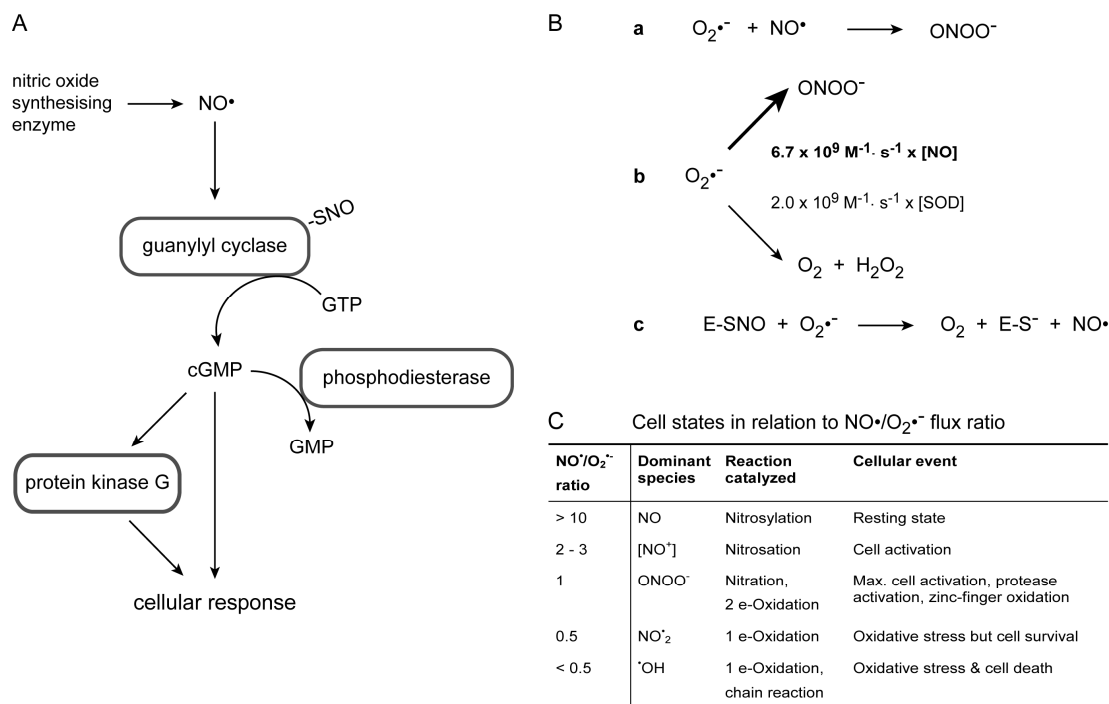 A
nitric oxide
synthesising
enzyme
NO•
-SNO
guanylyl cyclase
GTP
cGMP
phosphodiesterase
GMP
protein kinase G
cellular response
B
a O₂•⁻ + NO• ONOO⁻
ONOO⁻
6.7 x 10⁹ M⁻¹· s⁻¹ x [NO]
b O₂•⁻
2.0 x 10⁹ M⁻¹· s⁻¹ x [SOD]
O₂ + H₂O₂
c E-SNO + O₂•⁻ O₂ + E-S⁻ + NO•
C Cell states in relation to NO•/O₂•⁻ flux ratio
NO•/O₂•⁻ ratio Dominant species Reaction catalyzed Cellular event
> 10 NO Nitrosylation Resting state
2 - 3 [NO⁺] Nitrosation Cell activation
1 ONOO⁻ Nitration, Max. cell activation, protease
2 e-Oxidation activation, zinc-finger oxidation
0.5 NO•₂ 1 e-Oxidation Oxidative stress but cell survival
< 0.5 •OH 1 e-Oxidation, Oxidative stress & cell death
chain reaction